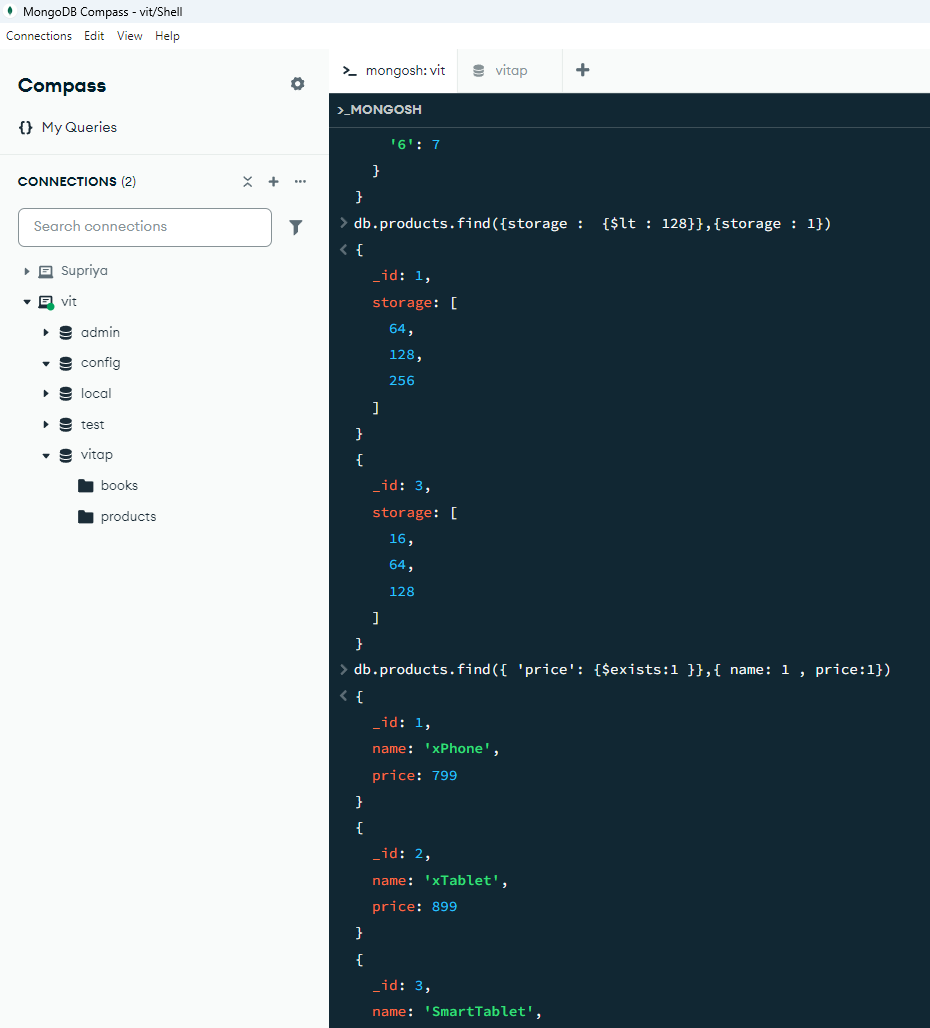 MongoDB Compass - vit/Shell
Connections Edit View Help
Compass
{} My Queries
CONNECTIONS (2)
Search connections
Supriya
vit
admin
config
local
test
vitap
books
products
>_ mongosh: vit
vitap
>_MONGOSH
'6': 7
}
}
> db.products.find({storage :  {$lt : 128}},{storage : 1})
< {
_id: 1,
storage: [
64,
128,
256
]
}
{
_id: 3,
storage: [
16,
64,
128
]
}
> db.products.find({ 'price': {$exists:1 }},{ name: 1 , price:1})
< {
_id: 1,
name: 'xPhone',
price: 799
}
{
_id: 2,
name: 'xTablet',
price: 899
}
{
_id: 3,
name: 'SmartTablet',